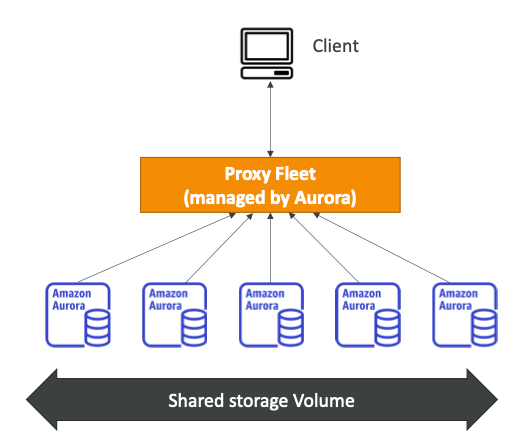 Client
Proxy Fleet
(managed by Aurora)
Amazon
Aurora
Amazon
Aurora
Amazon
Aurora
Amazon
Aurora
Amazon
Aurora
Shared storage Volume